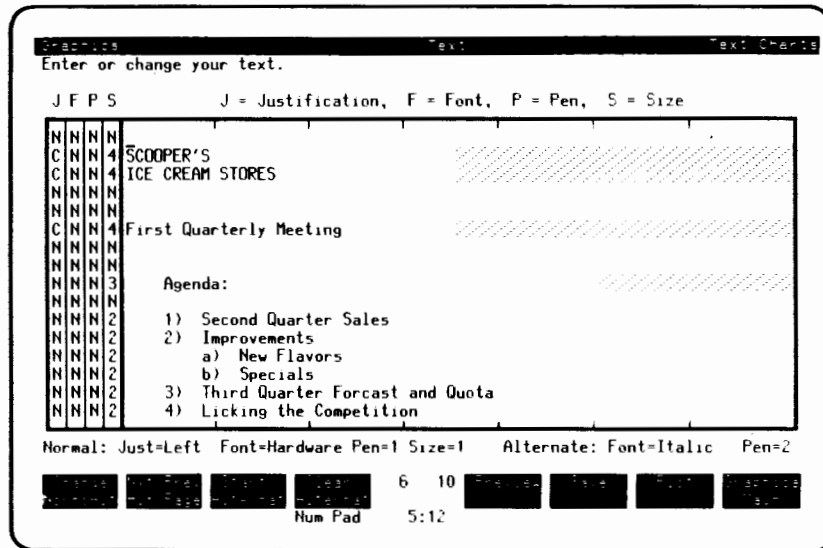 Graphics Text Text Charts
Enter or change your text.
J F P S J = Justification, F = Font, P = Pen, S = Size
N N N N
C N N 4 SCOOPER'S
C N N 4 ICE CREAM STORES
N N N N
N N N N
C N N 4 First Quarterly Meeting
N N N N
N N N N
N N N 3 Agenda:
N N N N
N N N 2 1) Second Quarter Sales
N N N 2 2) Improvements
N N N 2 a) New Flavors
N N N 2 b) Specials
N N N 2 3) Third Quarter Forcast and Quota
N N N 2 4) Licking the Competition
Normal: Just=Left Font=Hardware Pen=1 Size=1 Alternate: Font=Italic Pen=2
6 10 Preview Save Graphics
Num Pad 5:12